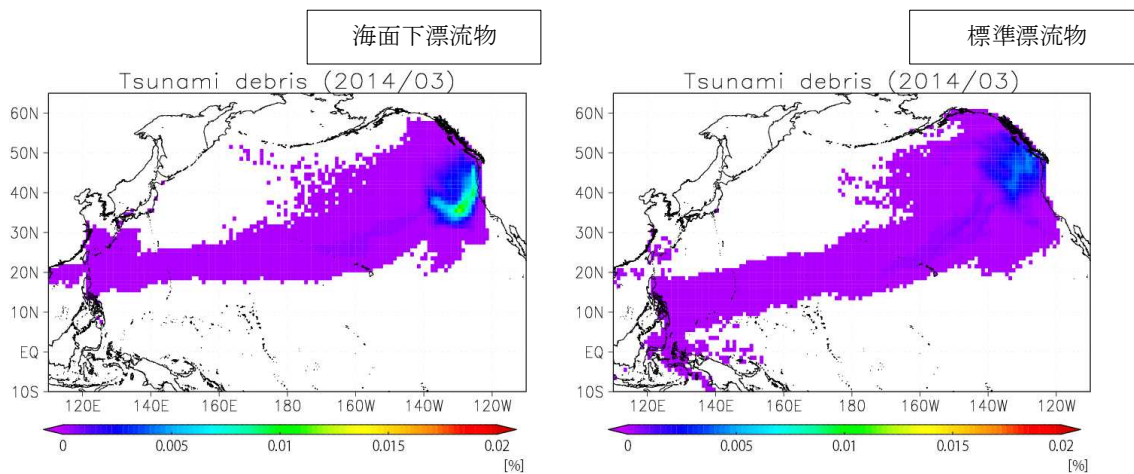 海面下漂流物
Tsunami debris (2014/03)
60N
50N
40N
30N
20N
10N
EQ
10S
120E 140E 160E 180 160W 140W 120W
0 0.005 0.01 0.015 0.02
[%]
標準漂流物
Tsunami debris (2014/03)
60N
50N
40N
30N
20N
10N
EQ
10S
120E 140E 160E 180 160W 140W 120W
0 0.005 0.01 0.015 0.02
[%]